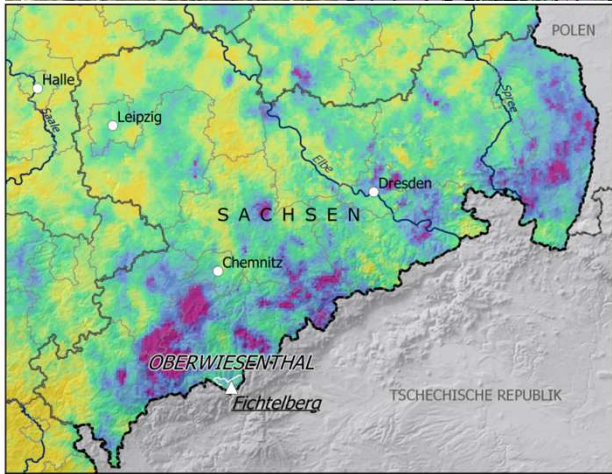 POLEN
Halle
Saale
Leipzig
Spree
Elbe
Dresden
SACHSEN
Chemnitz
OBERWIESENTHAL
Fichtelberg
TSCHECHISCHE REPUBLIK